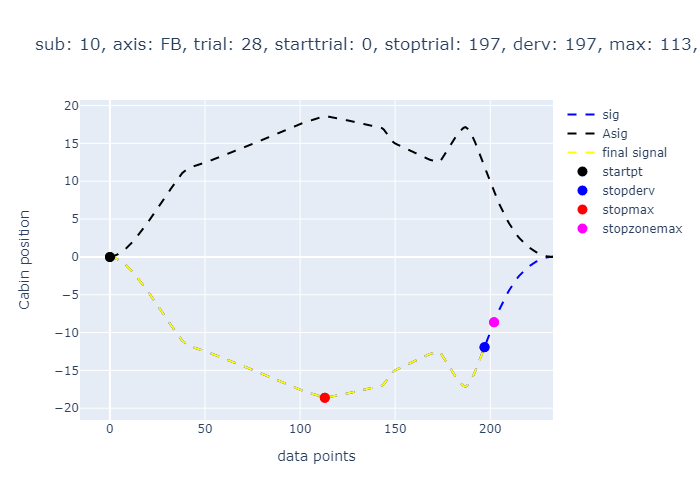 sub: 10, axis: FB, trial: 28, starttrial: 0, stoptrial: 197, derv: 197, max: 113,
20
15
10
5
0
−5
−10
−15
−20
0
50
100
150
200
Cabin position
data points
sig
Asig
final signal
startpt
stopderv
stopmax
stopzonemax